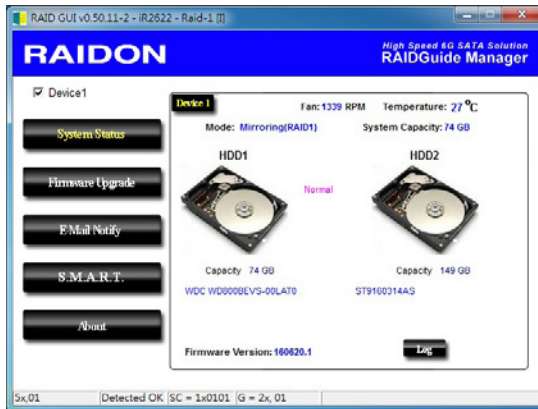 RAID GUI v0.50.11-2 - iR2622 - Raid-1 []
RAIDON
High Speed 6G SATA Solution
RAIDGuide Manager
Device1
System Status
Firmware Upgrade
E-Mail Notify
S.M.A.R.T.
About
Device 1
Fan: 1339 RPM
Temperature: 27 °C
Mode: Mirroring(RAID1)
System Capacity: 74 GB
HDD1
HDD2
Normal
Capacity 74 GB
Capacity 149 GB
WDC WD800BEVS-00LAT0
ST9160314AS
Firmware Version: 160620.1
Log
5x,01
Detected OK
SC = 1x0101
G = 2x, 01